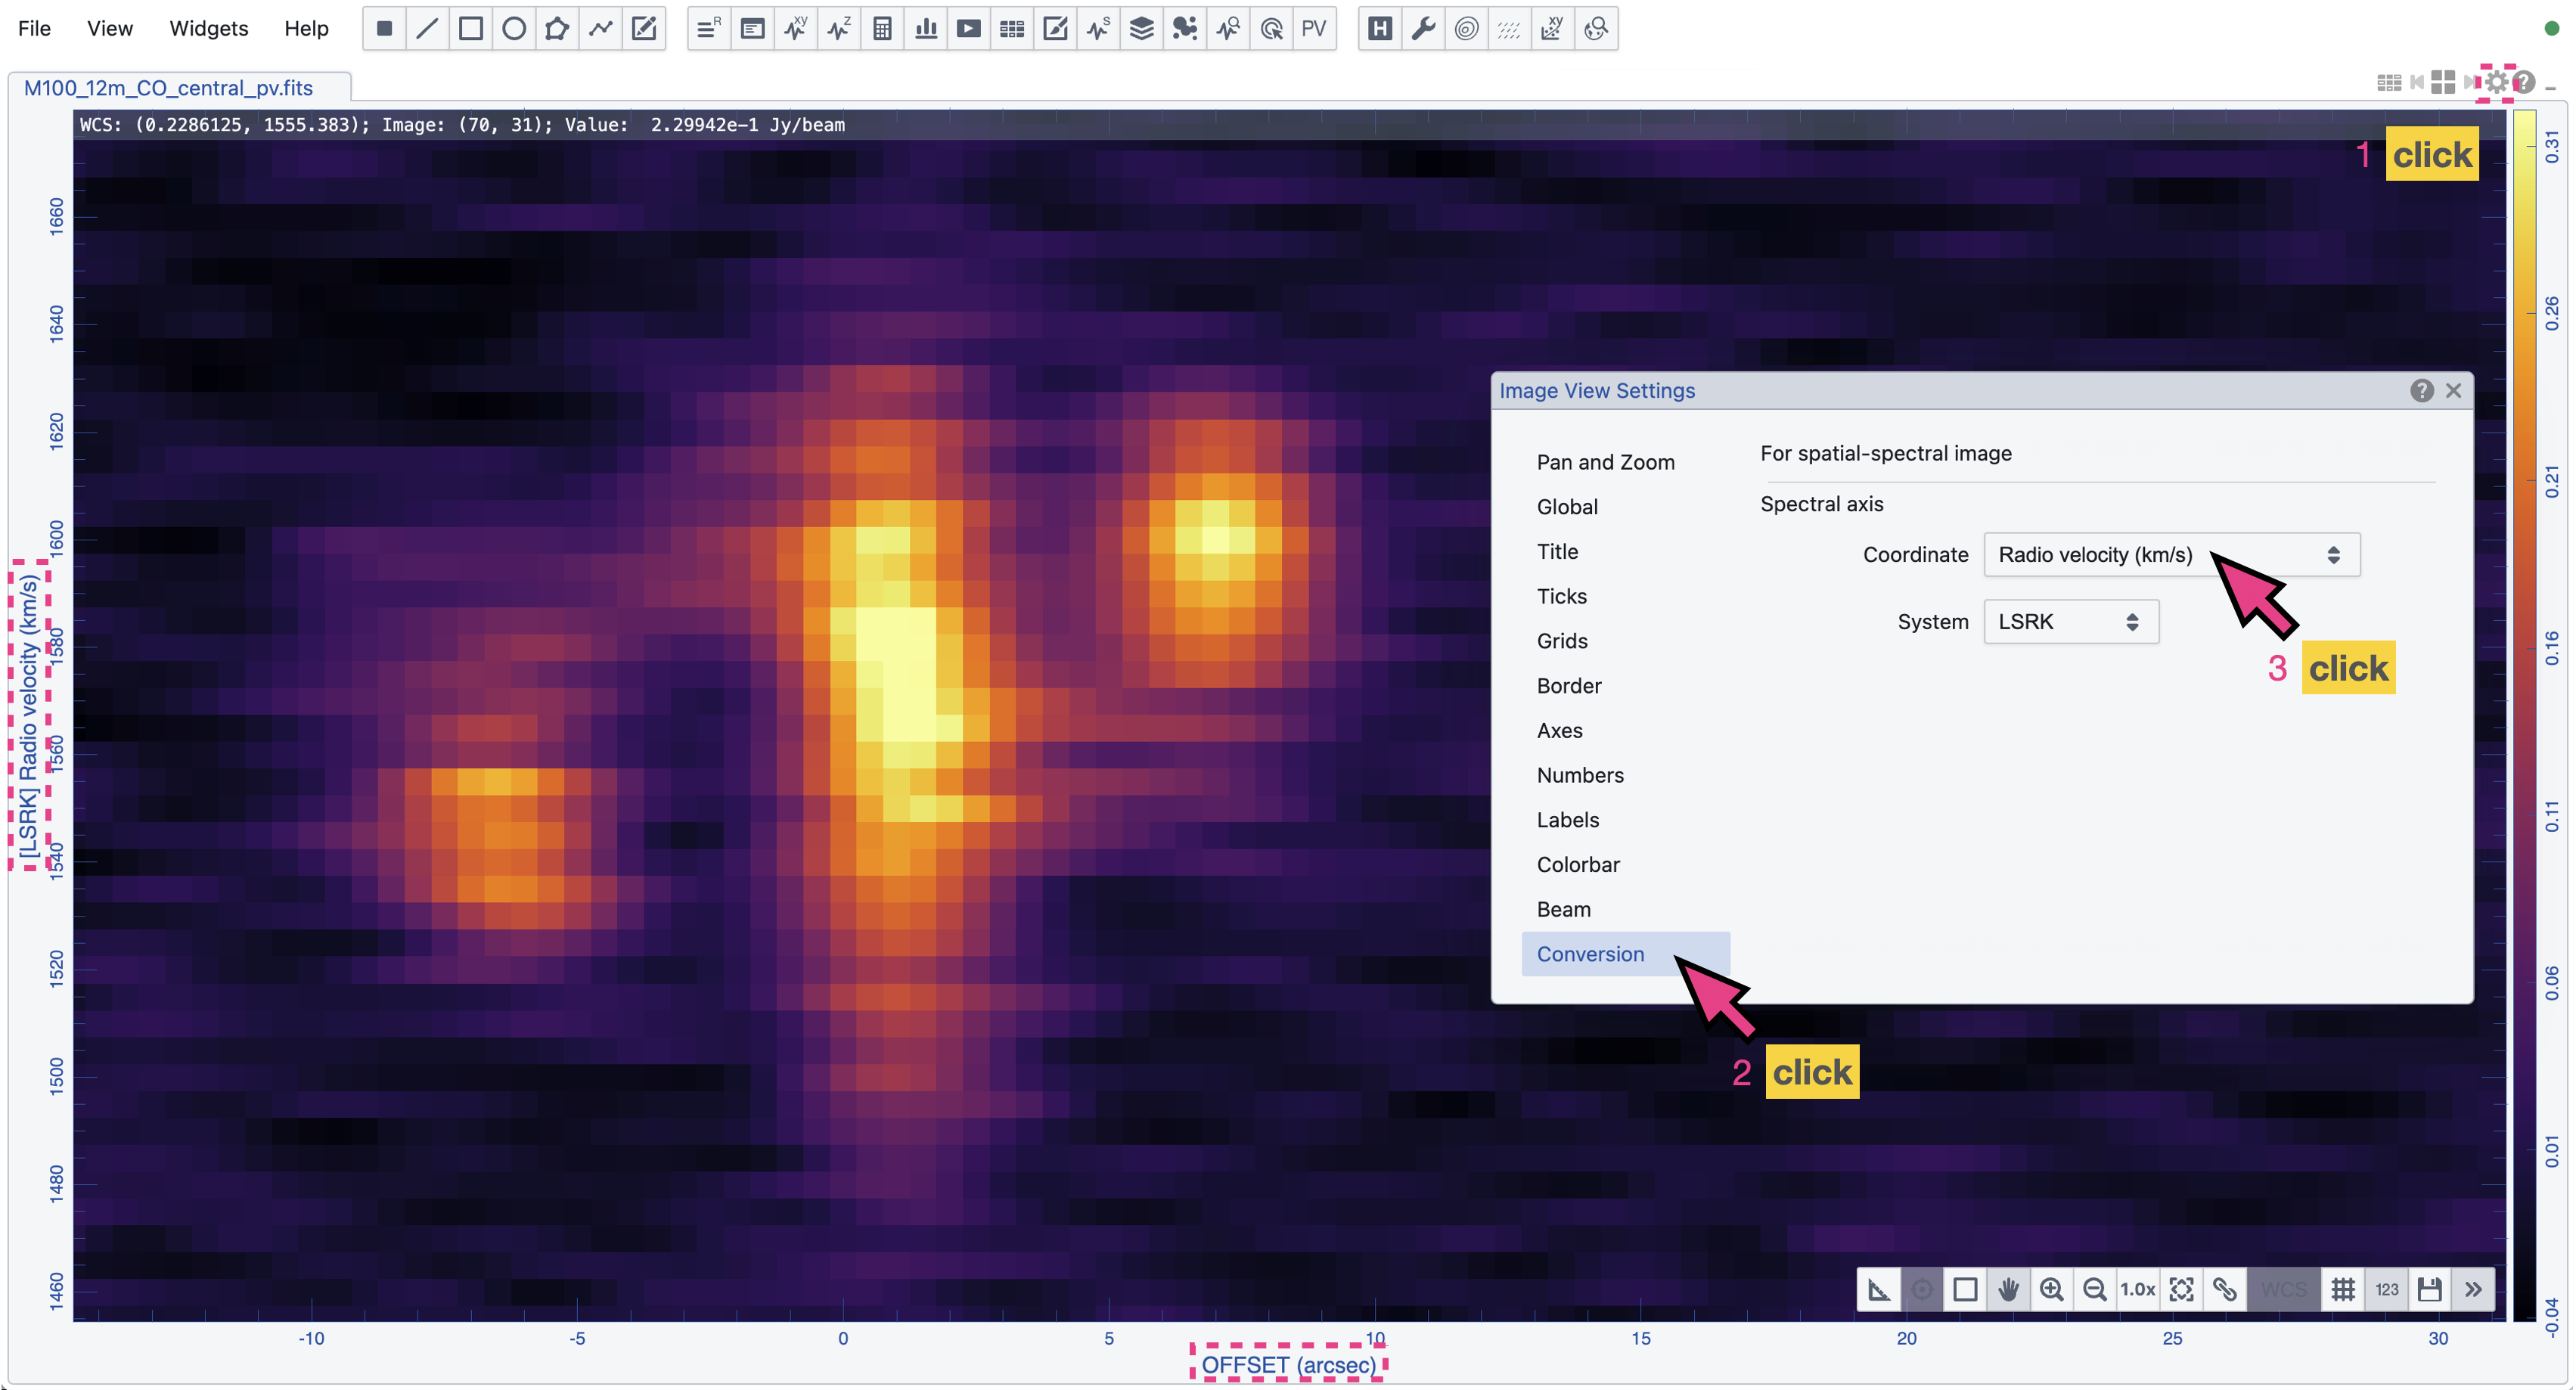 File View Widgets Help
R xy Z S PV H xy
M100_12m_CO_central_pv.fits
WCS: (0.2286125, 1555.383); Image: (70, 31); Value: 2.29942e-1 Jy/beam
1 click
Image View Settings
Pan and Zoom
Global
Title
Ticks
Grids
Border
Axes
Numbers
Labels
Colorbar
Beam
Conversion
For spatial-spectral image
Spectral axis
Coordinate Radio velocity (km/s)
System LSRK
3 click
2 click
[LSRK] Radio velocity (km/s)
1660
1640
1620
1600
1580
1560
1540
1520
1500
1480
1460
0.31
0.26
0.21
0.16
0.11
0.06
0.01
-0.04
1.0x WCS 123
-10 -5 0 5 10 15 20 25 30
OFFSET (arcsec)